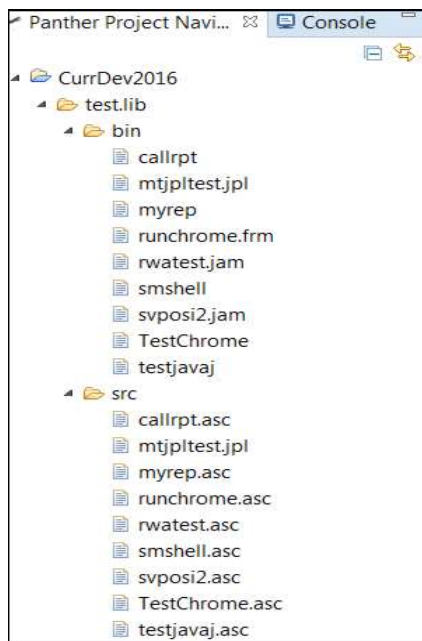 Panther Project Navi... Console
CurrDev2016
test.lib
bin
callrpt
mtjpltest.jpl
myrep
runchrome.frm
rwatest.jam
smshell
svposi2.jam
TestChrome
testjavaj
src
callrpt.asc
mtjpltest.jpl
myrep.asc
runchrome.asc
rwatest.asc
smshell.asc
svposi2.asc
TestChrome.asc
testjavaj.asc